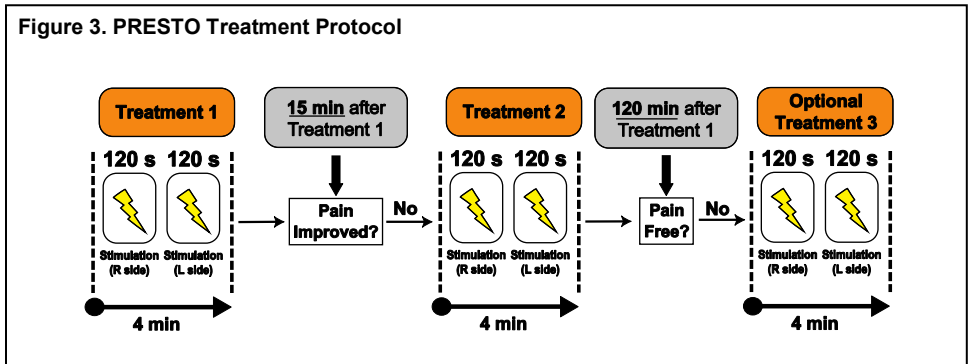 Figure 3. PRESTO Treatment Protocol
Treatment 1
120 s 120 s
Stimulation (R side)
Stimulation (L side)
4 min
15 min after
Treatment 1
Pain
Improved?
No
Treatment 2
120 s 120 s
Stimulation (R side)
Stimulation (L side)
4 min
120 min after
Treatment 1
Pain
Free?
No
Optional
Treatment 3
120 s 120 s
Stimulation (R side)
Stimulation (L side)
4 min